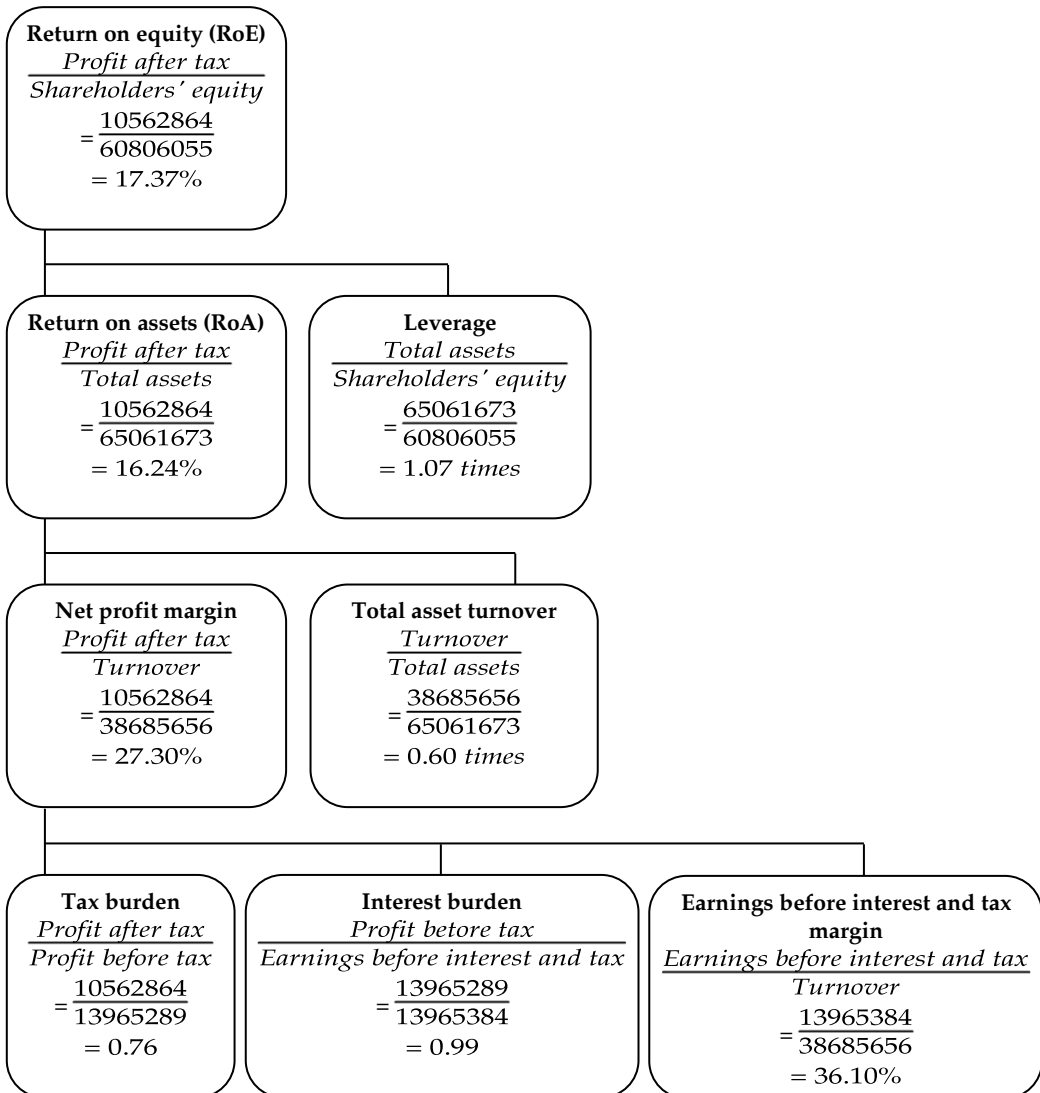 Return on equity (RoE)
Profit after tax
Shareholders' equity
= 10562864
60806055
= 17.37%
Return on assets (RoA)
Profit after tax
Total assets
= 10562864
65061673
= 16.24%
Leverage
Total assets
Shareholders' equity
= 65061673
60806055
= 1.07 times
Net profit margin
Profit after tax
Turnover
= 10562864
38685656
= 27.30%
Total asset turnover
Turnover
Total assets
= 38685656
65061673
= 0.60 times
Tax burden
Profit after tax
Profit before tax
= 10562864
13965289
= 0.76
Interest burden
Profit betore tax
Earnings before interest and tax
= 13965289
13965384
= 0.99
Earnings before interest and tax
margin
Earnings before interest and tax
Turnover
= 13965384
38685656
= 36.10%